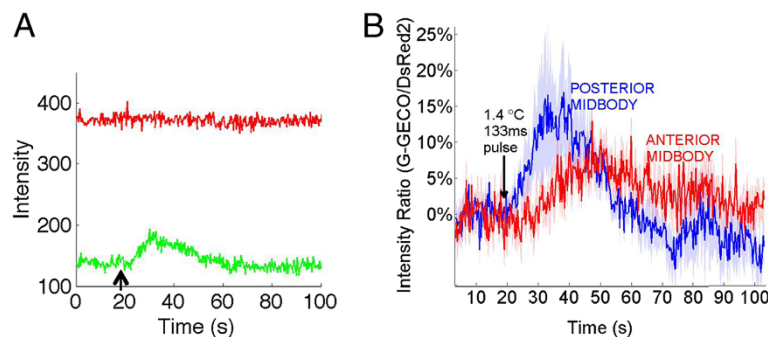 A
Intensity
400
300
200
100
0
20
40
60
80
100
Time (s)
B
Intensity Ratio (G-GECO/DsRed2)
25%
20%
15%
10%
5%
0%
1.4 °C
133ms
pulse
POSTERIOR
MIDBODY
ANTERIOR
MIDBODY
10
20
30
40
50
60
70
80
90
100
Time (s)